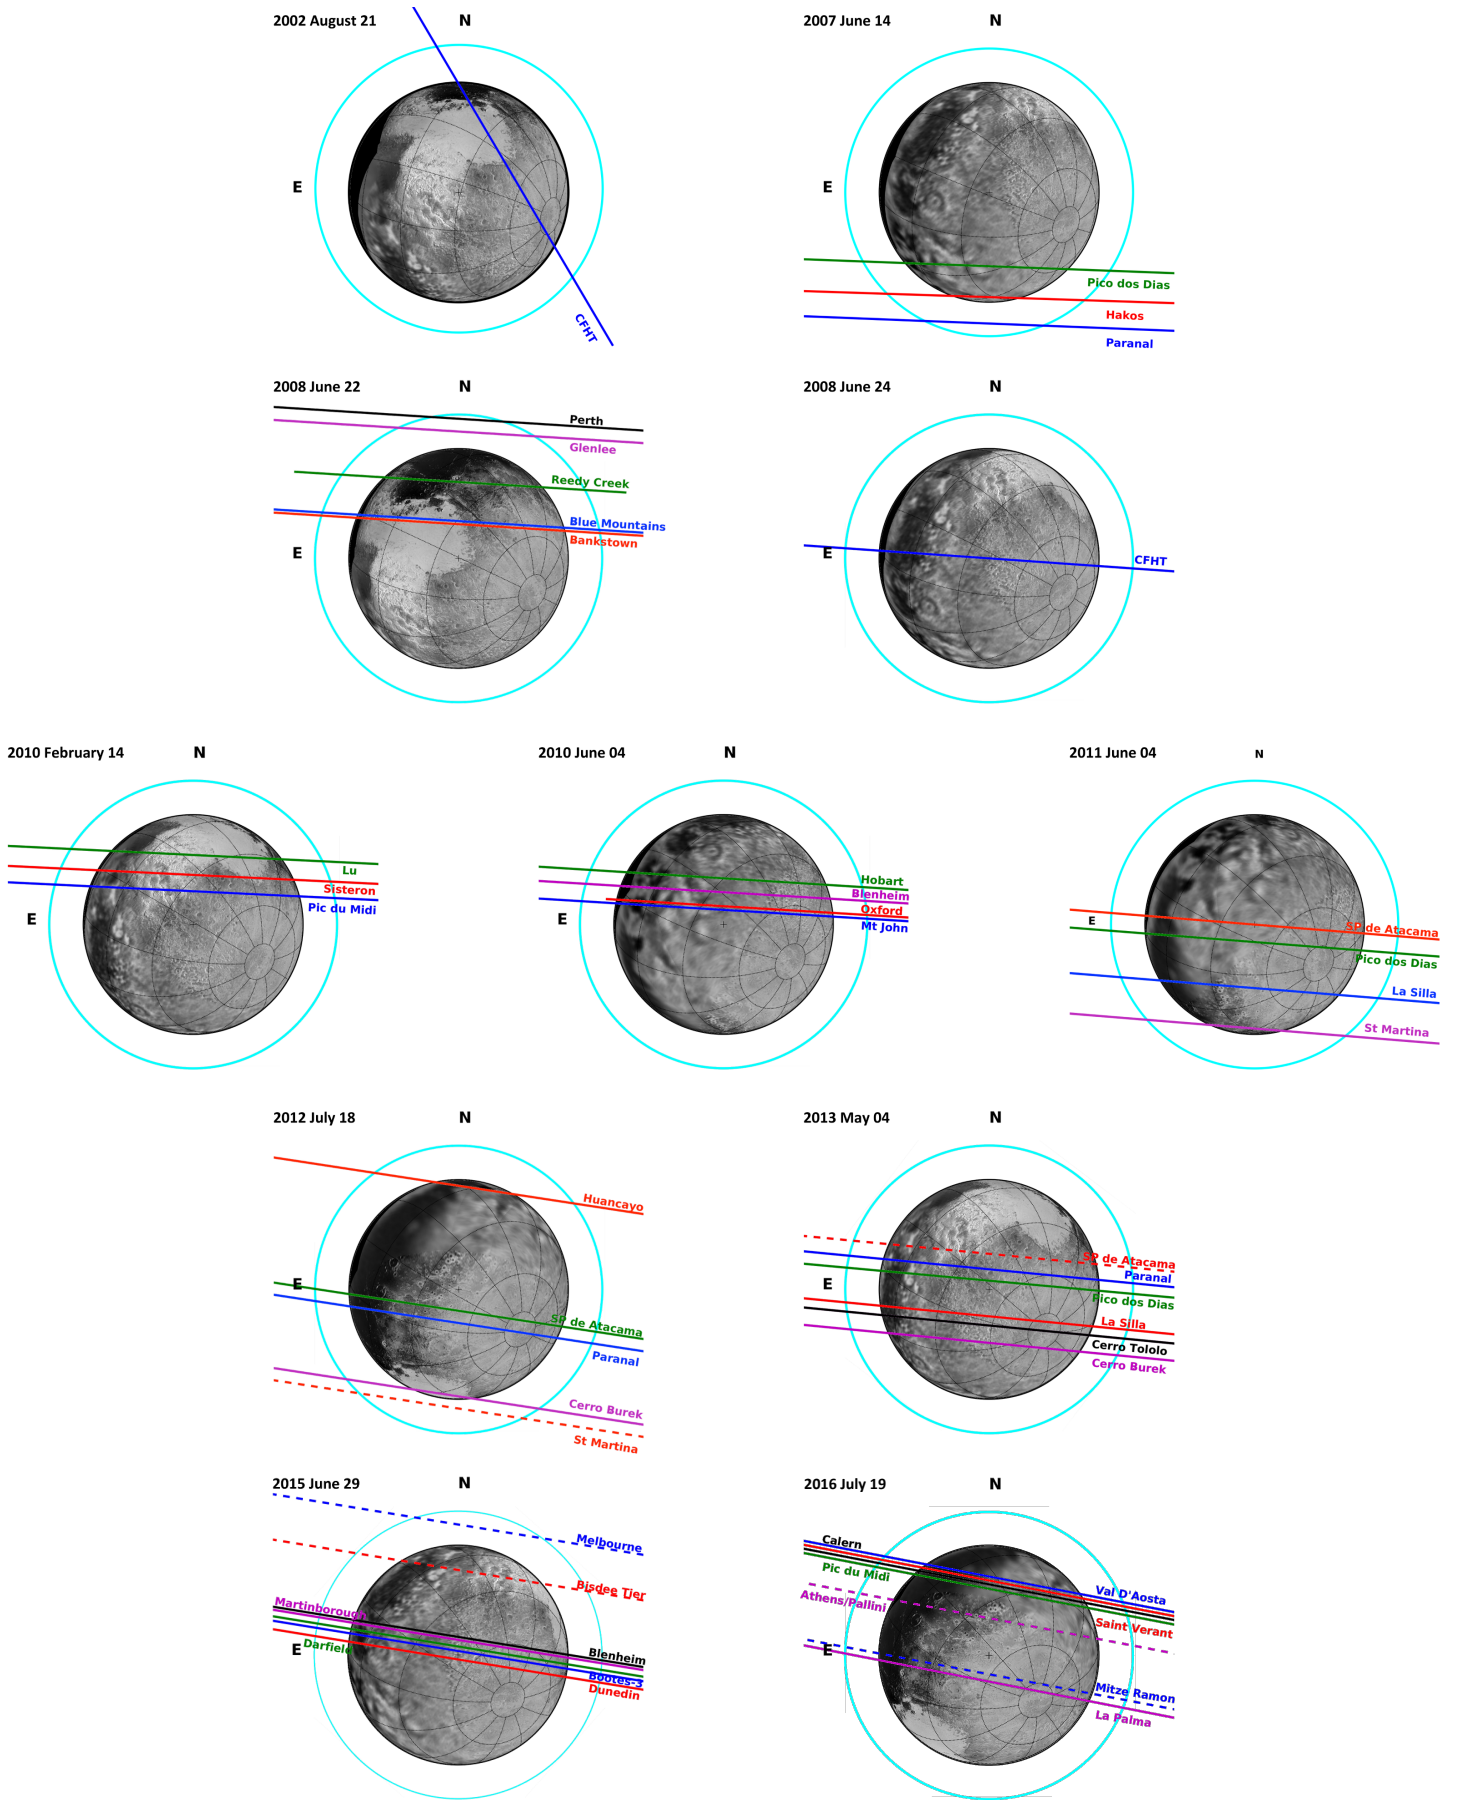 2002 August 21
N
E
CFHT
2007 June 14
N
E
Pico dos Dias
Hakos
Paranal
2008 June 22
N
Perth
Glenlee
Reedy Creek
Blue Mountains
Bankstown
E
2008 June 24
N
E
CFHT
2010 February 14
N
Lu
Sisteron
Pic du Midi
E
2010 June 04
N
Hobart
Blenheim
Oxford
Mt John
E
2011 June 04
N
E
SP de Atacama
Pico dos Dias
La Silla
St Martina
2012 July 18
N
Huancayo
E
SP de Atacama
Paranal
Cerro Burek
St Martina
2013 May 04
N
SP de Atacama
Paranal
E
Pico dos Dias
La Silla
Cerro Tololo
Cerro Burek
2015 June 29
N
Melbourne
Bisdee Tier
Martinborough
Darfield
E
Blenheim
Bootes-3
Dunedin
2016 July 19
N
Calern
Pic du Midi
Val D'Aosta
Athens/Pallini
Saint Verant
E
Mitze Ramon
La Palma